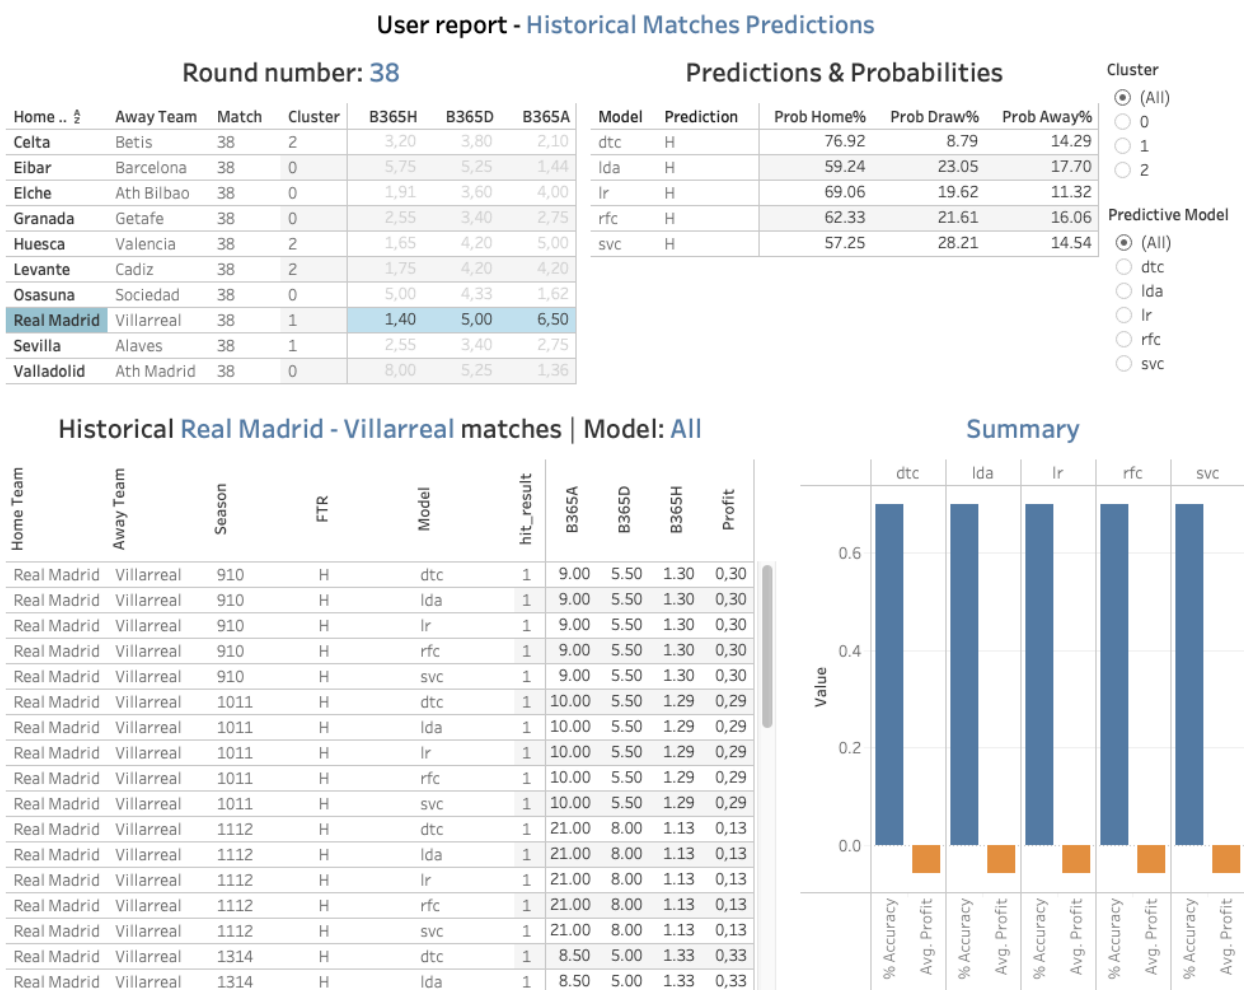 User report - Historical Matches Predictions
Round number: 38
Home .. Away Team Match Cluster B365H B365D B365A
Celta Betis 38 2 3,20 3,80 2,10
Eibar Barcelona 38 0 5,75 5,25 1,44
Elche Ath Bilbao 38 0 1,91 3,60 4,00
Granada Getafe 38 0 2,55 3,40 2,75
Huesca Valencia 38 2 1,65 4,20 5,00
Levante Cadiz 38 2 1,75 4,20 4,20
Osasuna Sociedad 38 0 5,00 4,33 1,62
Real Madrid Villarreal 38 1 1,40 5,00 6,50
Sevilla Alaves 38 1 2,55 3,40 2,75
Valladolid Ath Madrid 38 0 8,00 5,25 1,36
Predictions & Probabilities
Model Prediction Prob Home% Prob Draw% Prob Away%
dtc H 76.92 8.79 14.29
lda H 59.24 23.05 17.70
lr H 69.06 19.62 11.32
rfc H 62.33 21.61 16.06
svc H 57.25 28.21 14.54
Cluster
(All)
0
1
2
Predictive Model
(All)
dtc
lda
lr
rfc
svc
Historical Real Madrid - Villarreal matches | Model: All
Home Team Away Team Season FTR Model hit_result B365A B365D B365H Profit
Real Madrid Villarreal 910 H dtc 1 9.00 5.50 1.30 0,30
Real Madrid Villarreal 910 H lda 1 9.00 5.50 1.30 0,30
Real Madrid Villarreal 910 H lr 1 9.00 5.50 1.30 0,30
Real Madrid Villarreal 910 H rfc 1 9.00 5.50 1.30 0,30
Real Madrid Villarreal 910 H svc 1 9.00 5.50 1.30 0,30
Real Madrid Villarreal 1011 H dtc 1 10.00 5.50 1.29 0,29
Real Madrid Villarreal 1011 H lda 1 10.00 5.50 1.29 0,29
Real Madrid Villarreal 1011 H lr 1 10.00 5.50 1.29 0,29
Real Madrid Villarreal 1011 H rfc 1 10.00 5.50 1.29 0,29
Real Madrid Villarreal 1011 H svc 1 10.00 5.50 1.29 0,29
Real Madrid Villarreal 1112 H dtc 1 21.00 8.00 1.13 0,13
Real Madrid Villarreal 1112 H lda 1 21.00 8.00 1.13 0,13
Real Madrid Villarreal 1112 H lr 1 21.00 8.00 1.13 0,13
Real Madrid Villarreal 1112 H rfc 1 21.00 8.00 1.13 0,13
Real Madrid Villarreal 1112 H svc 1 21.00 8.00 1.13 0,13
Real Madrid Villarreal 1314 H dtc 1 8.50 5.00 1.33 0,33
Real Madrid Villarreal 1314 H lda 1 8.50 5.00 1.33 0,33
Summary
dtc lda lr rfc svc
0.6
0.4
0.2
0.0
Value
% Accuracy Avg. Profit % Accuracy Avg. Profit % Accuracy Avg. Profit % Accuracy Avg. Profit % Accuracy Avg. Profit